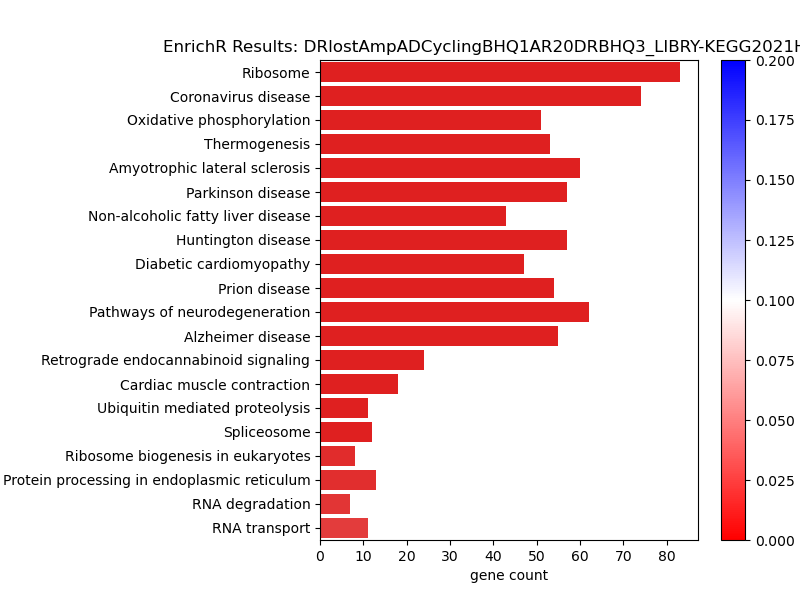 EnrichR Results: DRlostAmpADCyclingBHQ1AR20DRBHQ3_LIBRY-KEGG2021H
Ribosome
Coronavirus disease
Oxidative phosphorylation
Thermogenesis
Amyotrophic lateral sclerosis
Parkinson disease
Non-alcoholic fatty liver disease
Huntington disease
Diabetic cardiomyopathy
Prion disease
Pathways of neurodegeneration
Alzheimer disease
Retrograde endocannabinoid signaling
Cardiac muscle contraction
Ubiquitin mediated proteolysis
Spliceosome
Ribosome biogenesis in eukaryotes
Protein processing in endoplasmic reticulum
RNA degradation
RNA transport
0 10 20 30 40 50 60 70 80
gene count
0.200
0.175
0.150
0.125
0.100
0.075
0.050
0.025
0.000